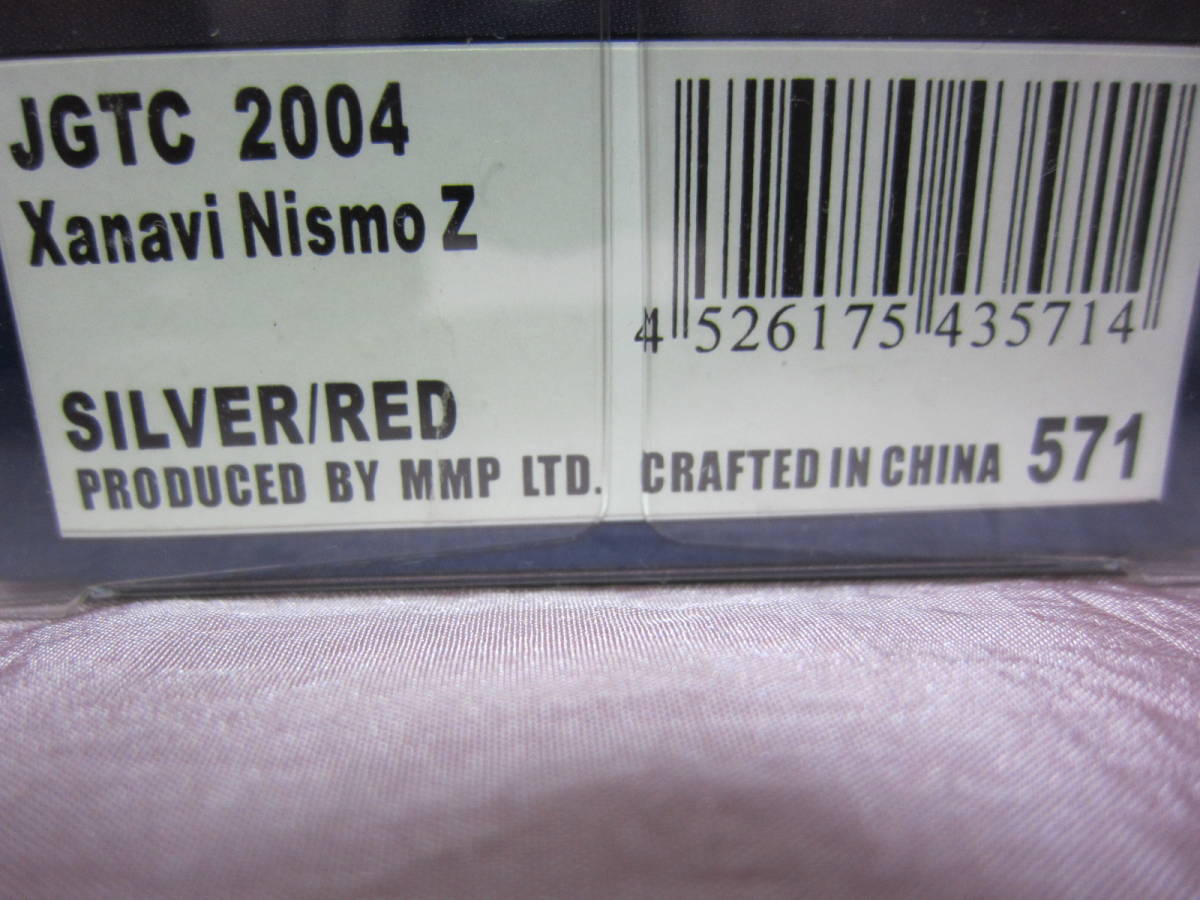 JGTC 2004
Xanavi Nismo Z
4 526175 435714
SILVER/RED
PRODUCED BY MMP LTD. CRAFTED IN CHINA 571